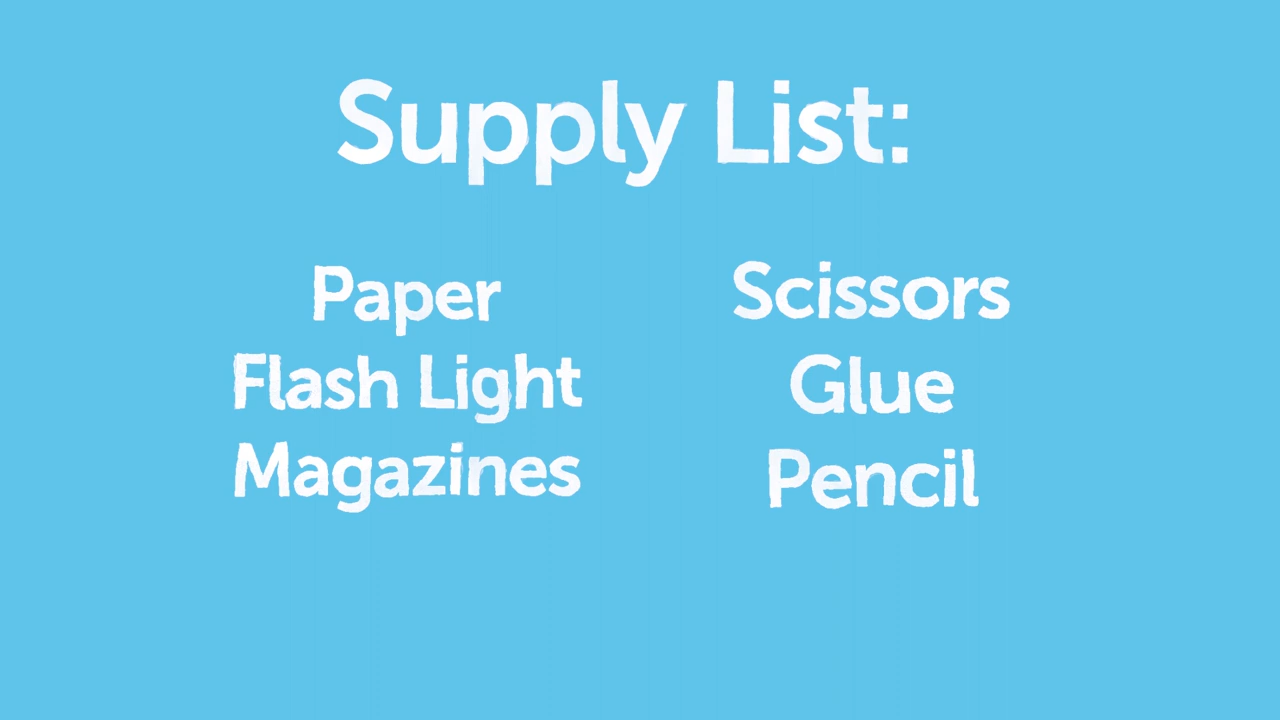 Supply List:
Paper
Flash Light
Magazines
Scissors
Glue
Pencil